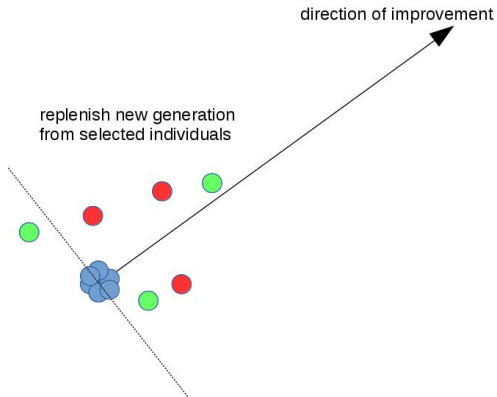 direction of improvement
replenish new generation
from selected individuals